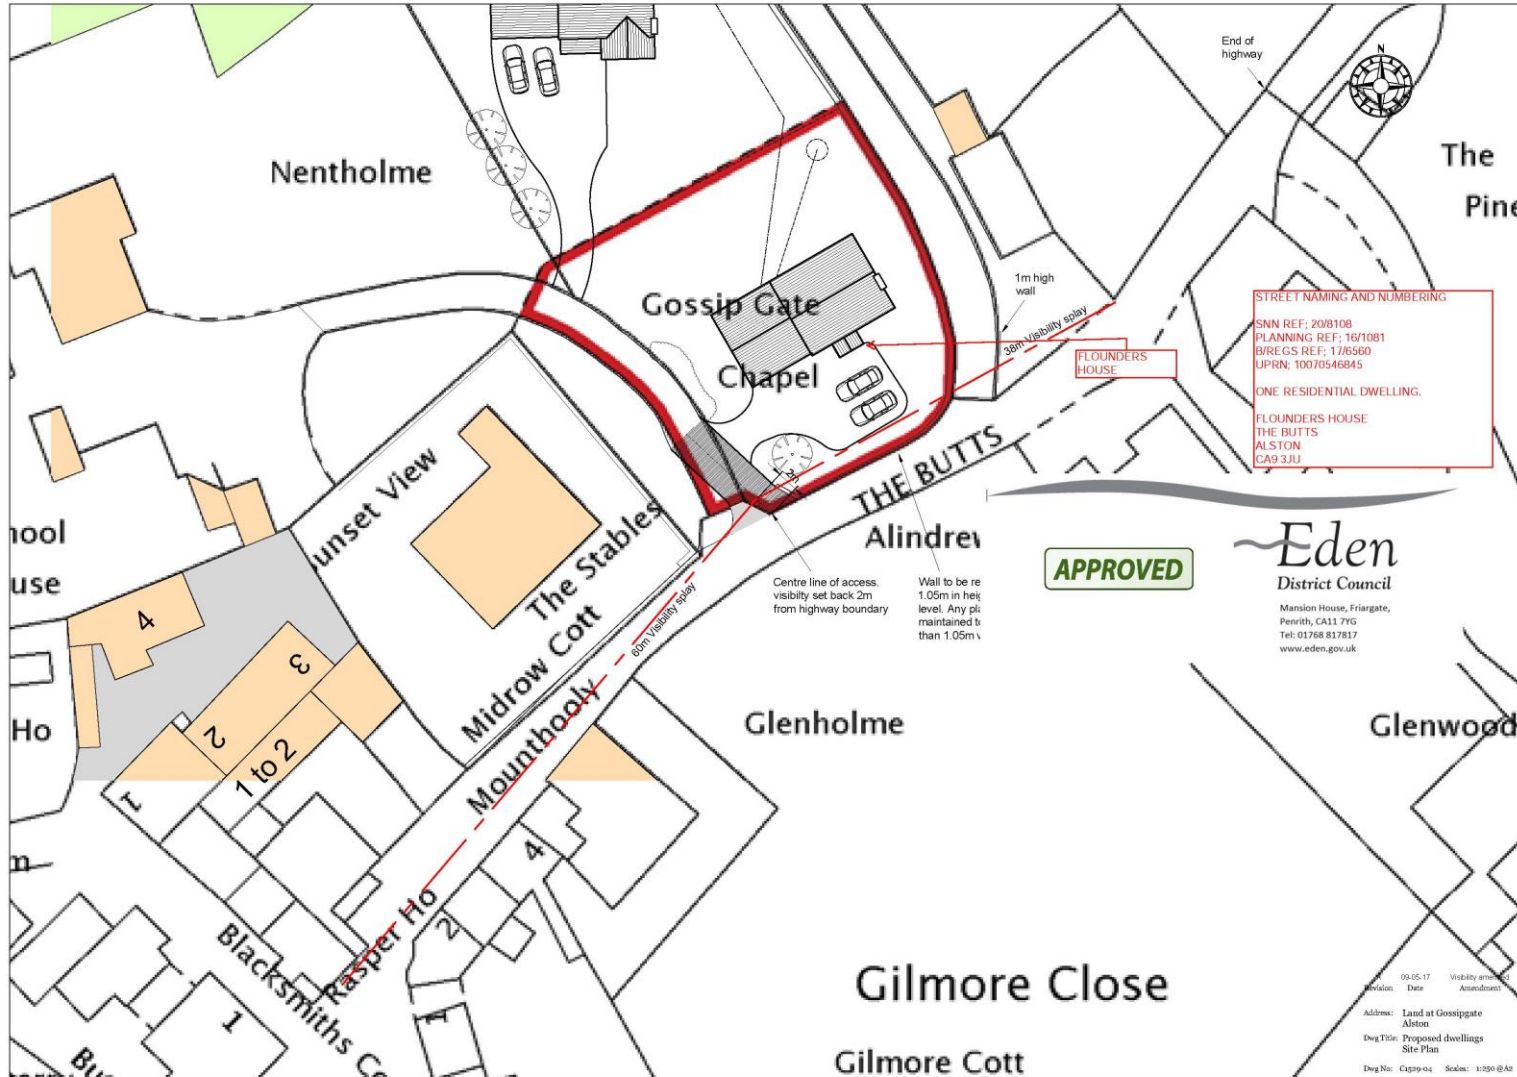 End of
highway
N
The
Pine
Nentholme
1m high
wall
Gossip Gate
38m Visibility splay
STREET NAMING AND NUMBERING
SNN REF; 20/8108
PLANNING REF; 16/1081
B/REGS REF; 17/6560
UPRN; 10070546845
ONE RESIDENTIAL DWELLING.
FLOUNDERS HOUSE
THE BUTTS
ALSTON
CA9 3JU
FLOUNDERS
HOUSE
Chapel
2m
THE BUTTS
Sunset View
The Stables
Alindrew
hool
use
4
Centre line of access.
visibilty set back 2m
from highway boundary
Wall to be re
1.05m in heig
level. Any pla
maintained to
than 1.05m
APPROVED
Eden
District Council
Mansion House, Friargate,
Penrith, CA11 7YG
Tel: 01768 817817
www.eden.gov.uk
60m Visibility splay
Midrow Cott
3
2
1 to 2
1
Ho
Mounthooly
Glenholme
Glenwood
4
2
m
Rasper Ho
Blacksmiths Co
1
1
Gilmore Close
Gilmore Cott
09-05-17 Visibility amended
Revision Date Amendment
Address: Land at Gossipgate
Alston
Dwg Title: Proposed dwellings
Site Plan
Dwg No: C1529-04 Scales: 1:250 @A2